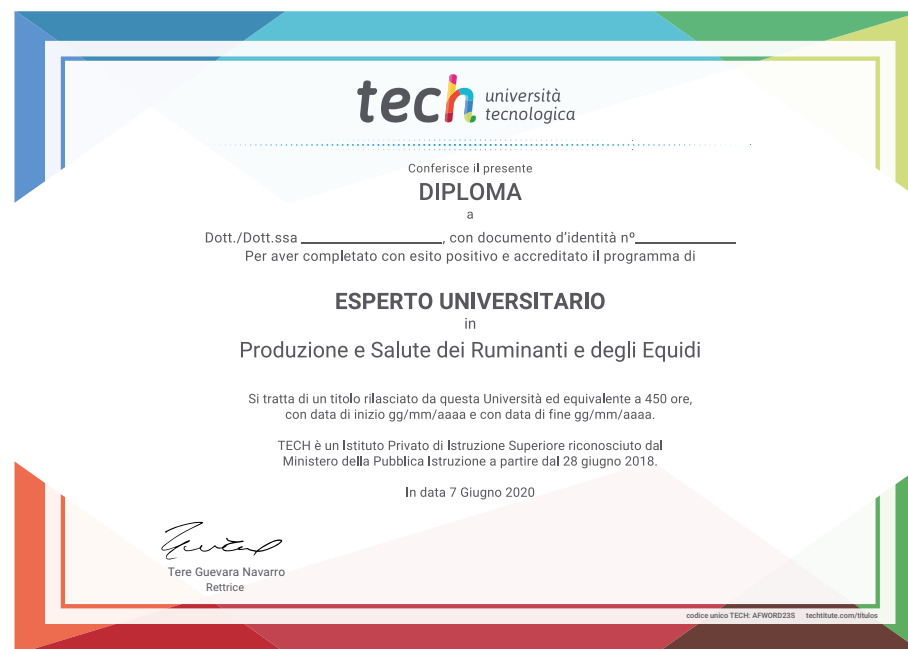 tech università
tecnologica
Conferisce il presente
DIPLOMA
a
Dott./Dott.ssa ___________________, con documento d'identità nº______________
Per aver completato con esito positivo e accreditato il programma di
ESPERTO UNIVERSITARIO
in
Produzione e Salute dei Ruminanti e degli Equidi
Si tratta di un titolo rilasciato da questa Università ed equivalente a 450 ore,
con data di inizio gg/mm/aaaa e con data di fine gg/mm/aaaa.
TECH è un Istituto Privato di Istruzione Superiore riconosciuto dal
Ministero della Pubblica Istruzione a partire dal 28 giugno 2018.
In data 7 Giugno 2020
Tere Guevara Navarro
Rettrice
codice unico TECH: AFWORD23S techtitute.com/titulos